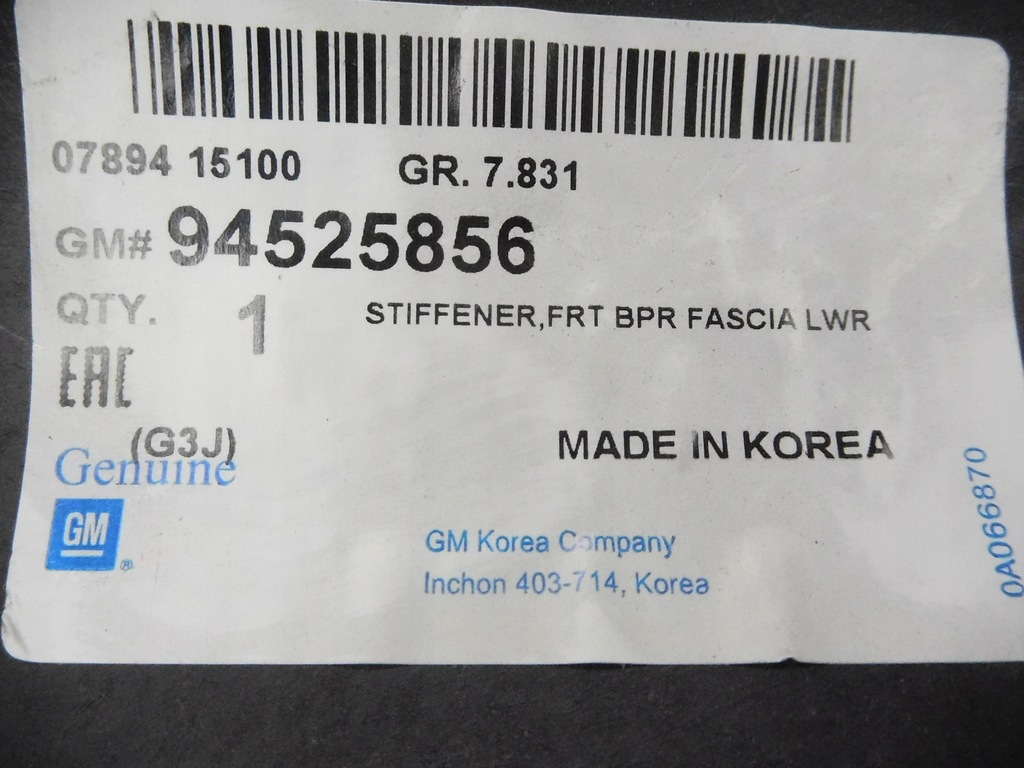 07894 15100 GR. 7.831
GM# 94525856
QTY. 1 STIFFENER,FRT BPR FASCIA LWR
EAC
(G3J) MADE IN KOREA
Genuine
GM ®
GM Korea Company
Inchon 403-714, Korea
0A066870